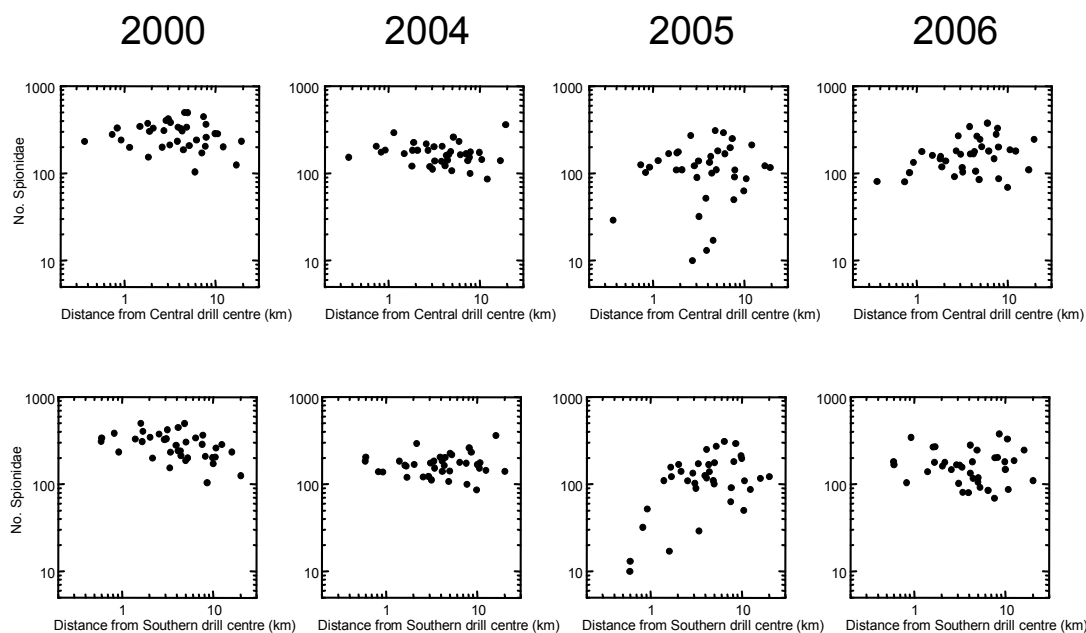 2000 2004 2005 2006
1000 1000 1000 1000
100 100 100 100
10 10 10 10
No. Spionidae
1 10 1 10 1 10 1 10
Distance from Central drill centre (km) Distance from Central drill centre (km) Distance from Central drill centre (km) Distance from Central drill centre (km)
1000 1000 1000 1000
100 100 100 100
10 10 10 10
No. Spionidae
1 10 1 10 1 10 1 10
Distance from Southern drill centre (km) Distance from Southern drill centre (km) Distance from Southern drill centre (km) Distance from Southern drill centre (km)